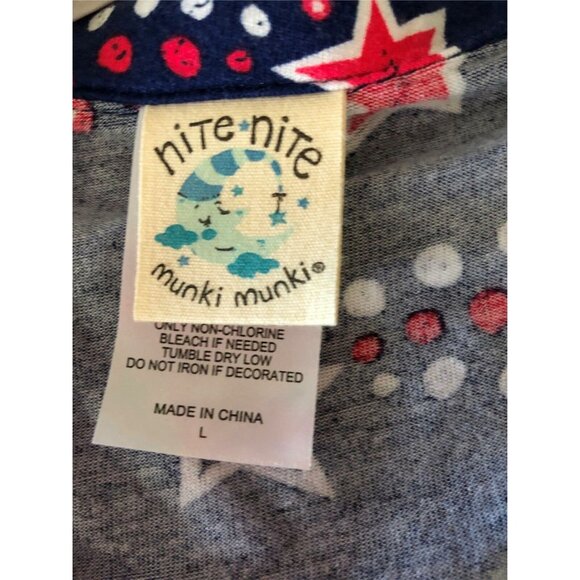 nite★nite
munki munki®
ONLY NON-CHLORINE
BLEACH IF NEEDED
TUMBLE DRY LOW
DO NOT IRON IF DECORATED
MADE IN CHINA
L